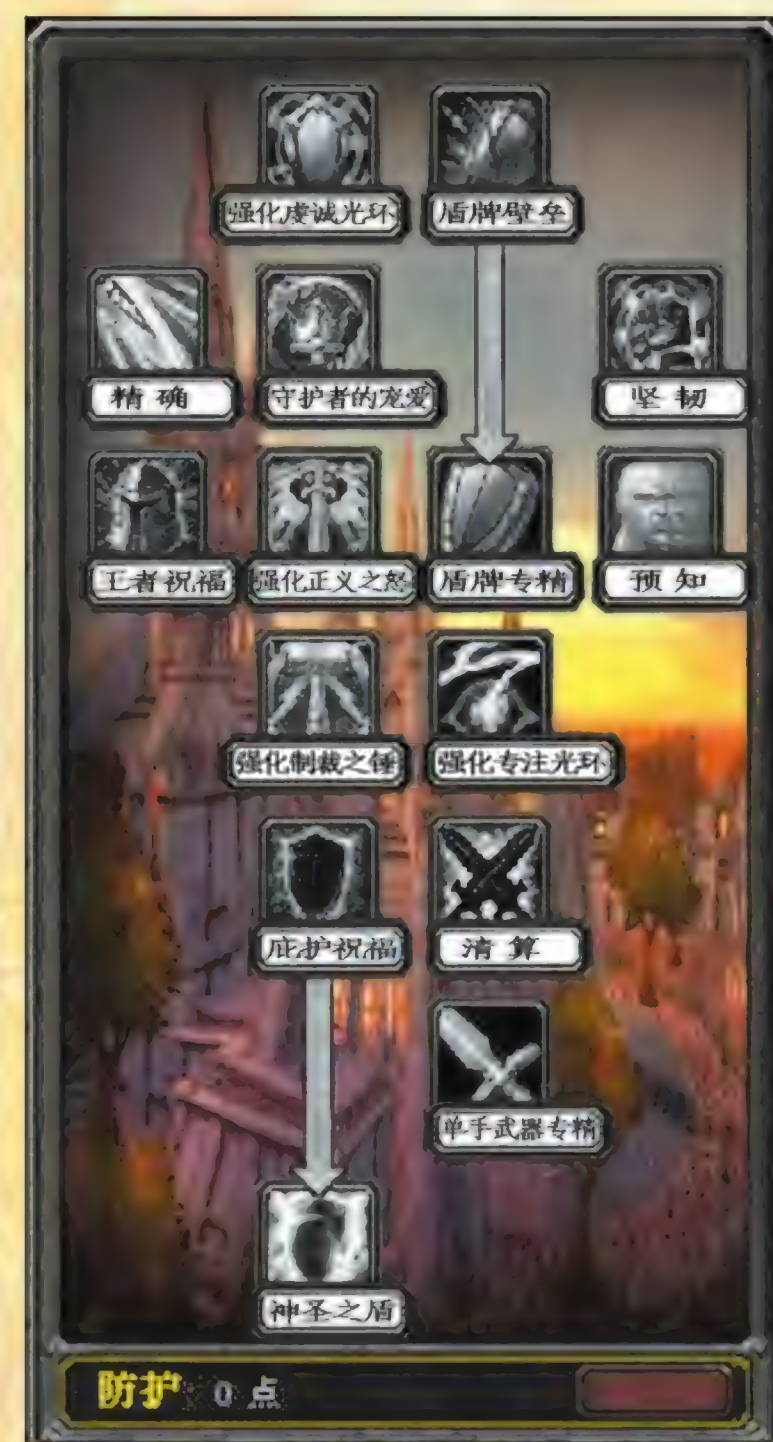 强化虔诚光环 盾牌壁垒
精确 守护者的宠爱 坚韧
王者祝福 强化正义之怒 盾牌专精 预知
强化制裁之锤 强化专注光环
庇护祝福 清算
单手武器专精
神圣之盾
防护 0 点